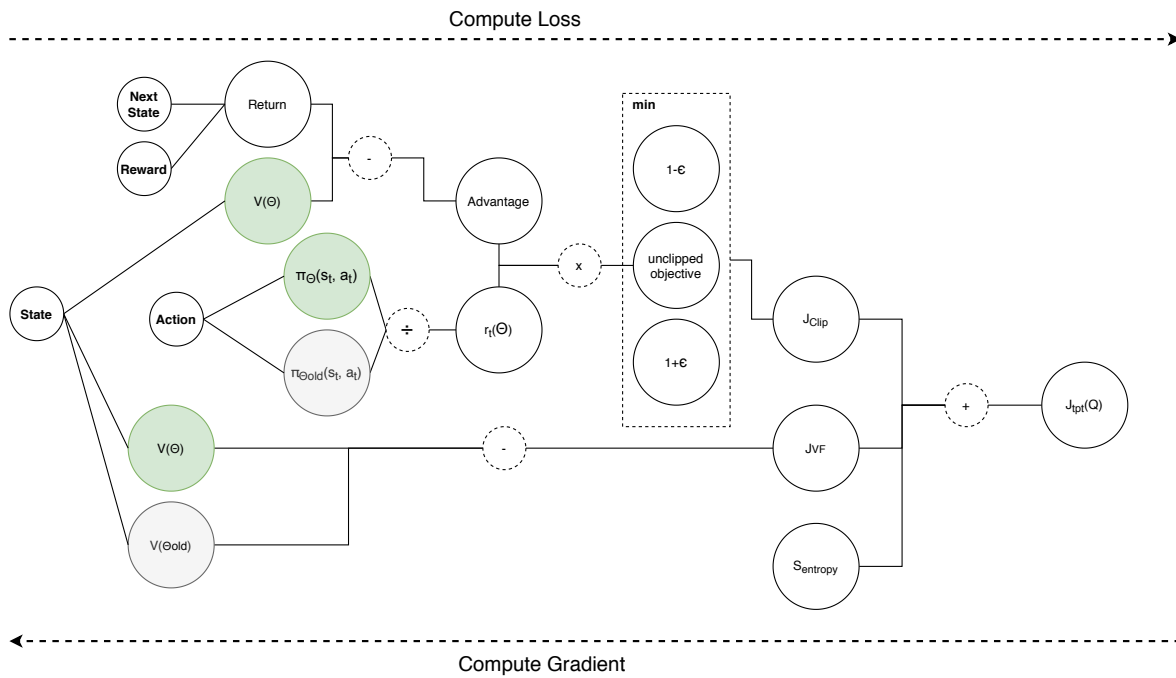 Compute Loss
Next
State
Return
min
Reward
-
1-Є
V(Θ)
Advantage
πΘ(st, at)
x
unclipped
objective
State
Action
÷
rt(Θ)
JClip
πΘold(st, at)
1+Є
+
Jtpt(Q)
V(Θ)
-
JVF
V(Θold)
Sentropy
Compute Gradient